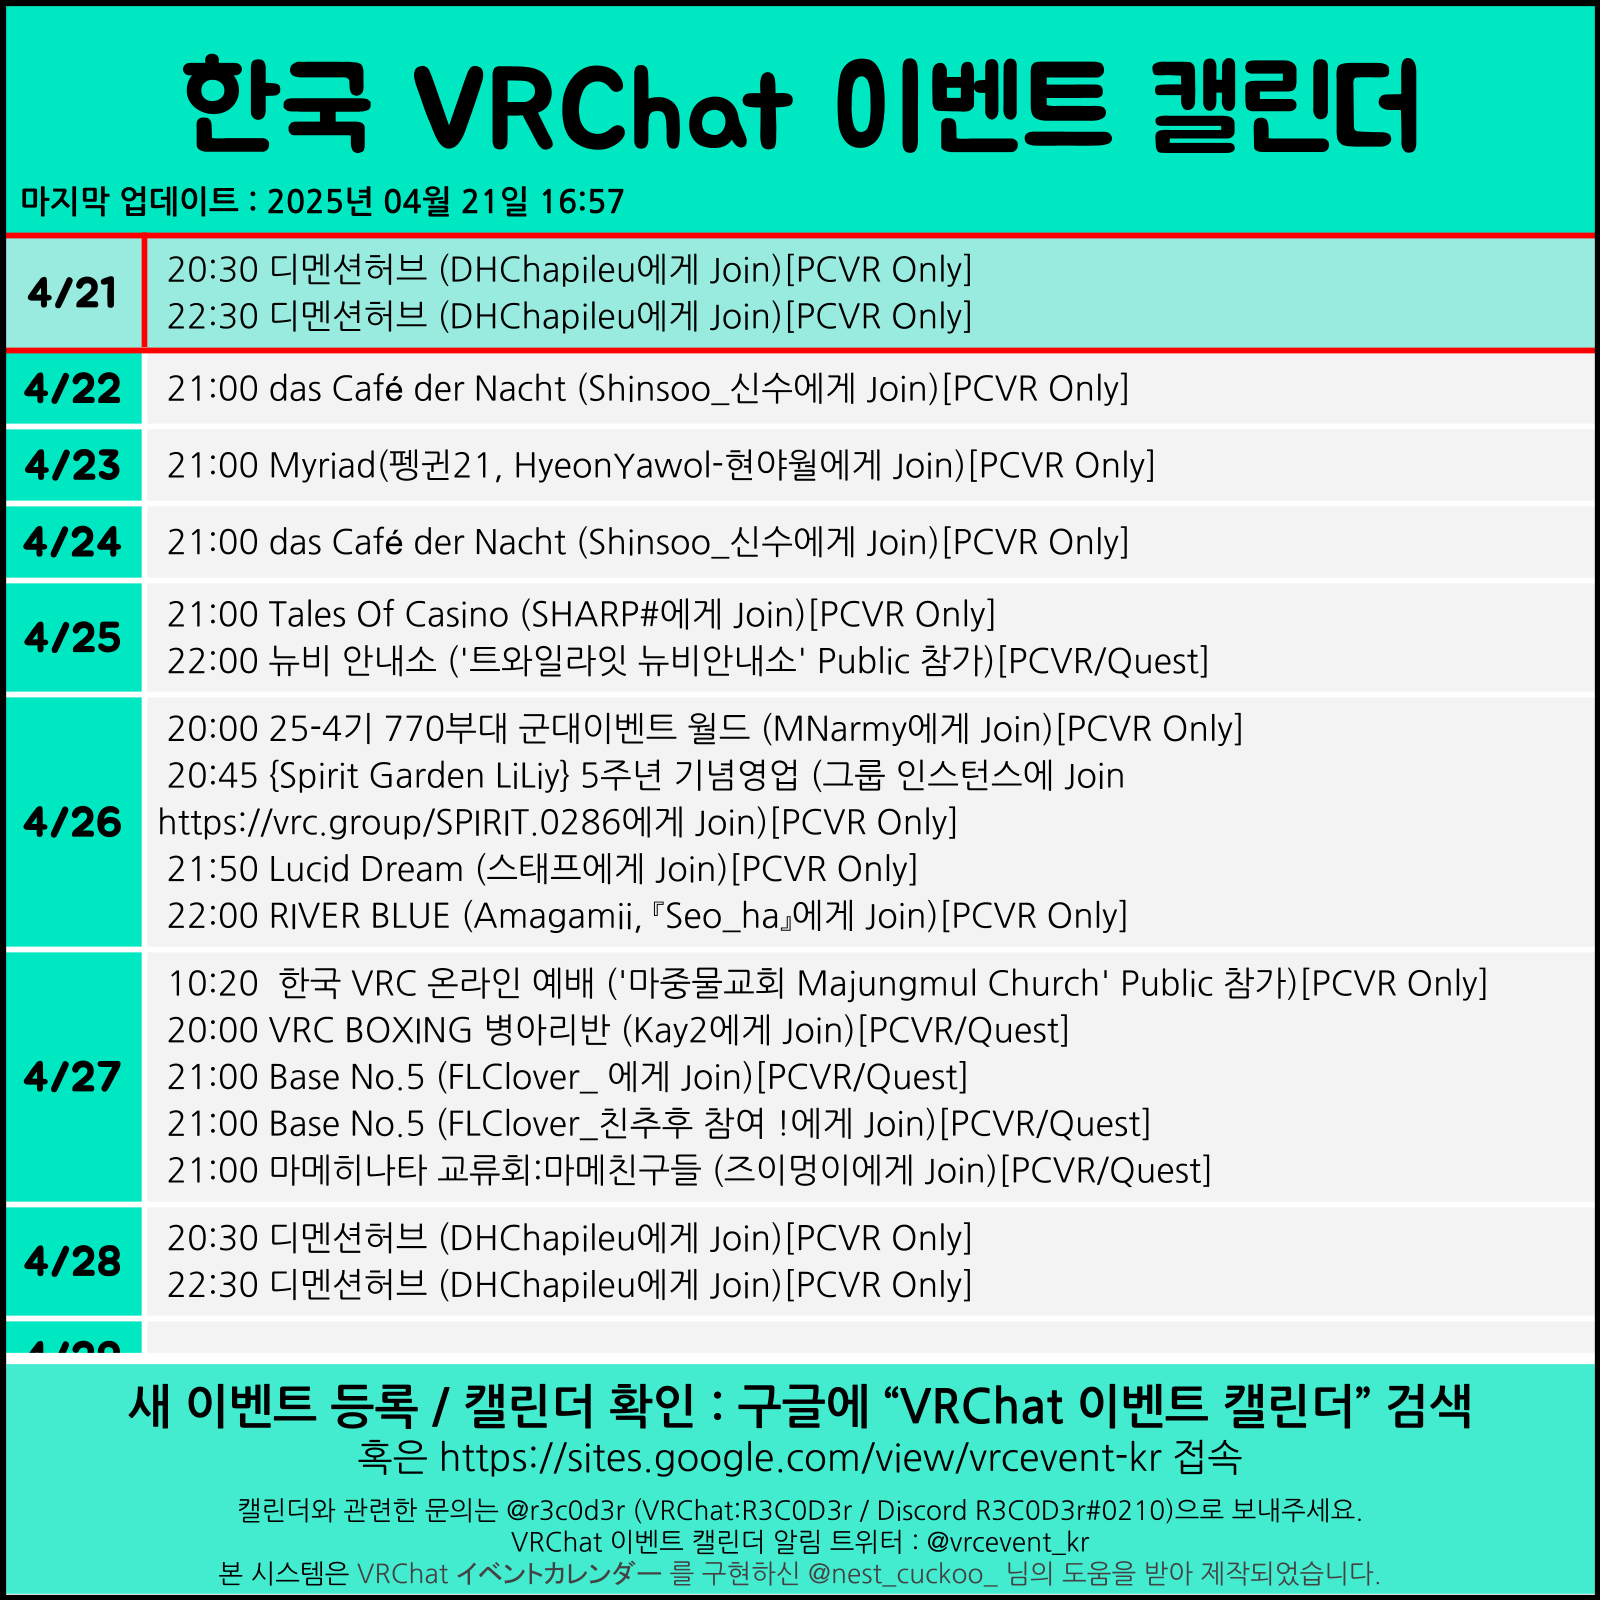 한국 VRChat 이벤트 캘린더
마지막 업데이트 : 2025년 04월 21일 16:57
4/21
20:30 디멘션허브 (DHChapileu에게 Join)[PCVR Only]
22:30 디멘션허브 (DHChapileu에게 Join)[PCVR Only]
4/22
21:00 das Café der Nacht (Shinsoo_신수에게 Join)[PCVR Only]
4/23
21:00 Myriad(펭귄21, HyeonYawol-현야월에게 Join)[PCVR Only]
4/24
21:00 das Café der Nacht (Shinsoo_신수에게 Join)[PCVR Only]
4/25
21:00 Tales Of Casino (SHARP#에게 Join)[PCVR Only]
22:00 뉴비 안내소 ('트와일라잇 뉴비안내소' Public 참가)[PCVR/Quest]
4/26
20:00 25-4기 770부대 군대이벤트 월드 (MNarmy에게 Join)[PCVR Only]
20:45 {Spirit Garden LiLiy} 5주년 기념영업 (그룹 인스턴스에 Join
https://vrc.group/SPIRIT.0286에게 Join)[PCVR Only]
21:50 Lucid Dream (스태프에게 Join)[PCVR Only]
22:00 RIVER BLUE (Amagamii,『Seo_ha』에게 Join)[PCVR Only]
4/27
10:20  한국 VRC 온라인 예배 ('마중물교회 Majungmul Church' Public 참가)[PCVR Only]
20:00 VRC BOXING 병아리반 (Kay2에게 Join)[PCVR/Quest]
21:00 Base No.5 (FLClover_ 에게 Join)[PCVR/Quest]
21:00 Base No.5 (FLClover_친추후 참여 !에게 Join)[PCVR/Quest]
21:00 마메히나타 교류회:마메친구들 (즈이멍이에게 Join)[PCVR/Quest]
4/28
20:30 디멘션허브 (DHChapileu에게 Join)[PCVR Only]
22:30 디멘션허브 (DHChapileu에게 Join)[PCVR Only]
4/29
새 이벤트 등록 / 캘린더 확인 : 구글에 “VRChat 이벤트 캘린더” 검색
혹은 https://sites.google.com/view/vrcevent-kr 접속
캘린더와 관련한 문의는 @r3c0d3r (VRChat:R3C0D3r / Discord R3C0D3r#0210)으로 보내주세요.
VRChat 이벤트 캘린더 알림 트위터 : @vrcevent_kr
본 시스템은 VRChat イベントカレンダー 를 구현하신 @nest_cuckoo_ 님의 도움을 받아 제작되었습니다.